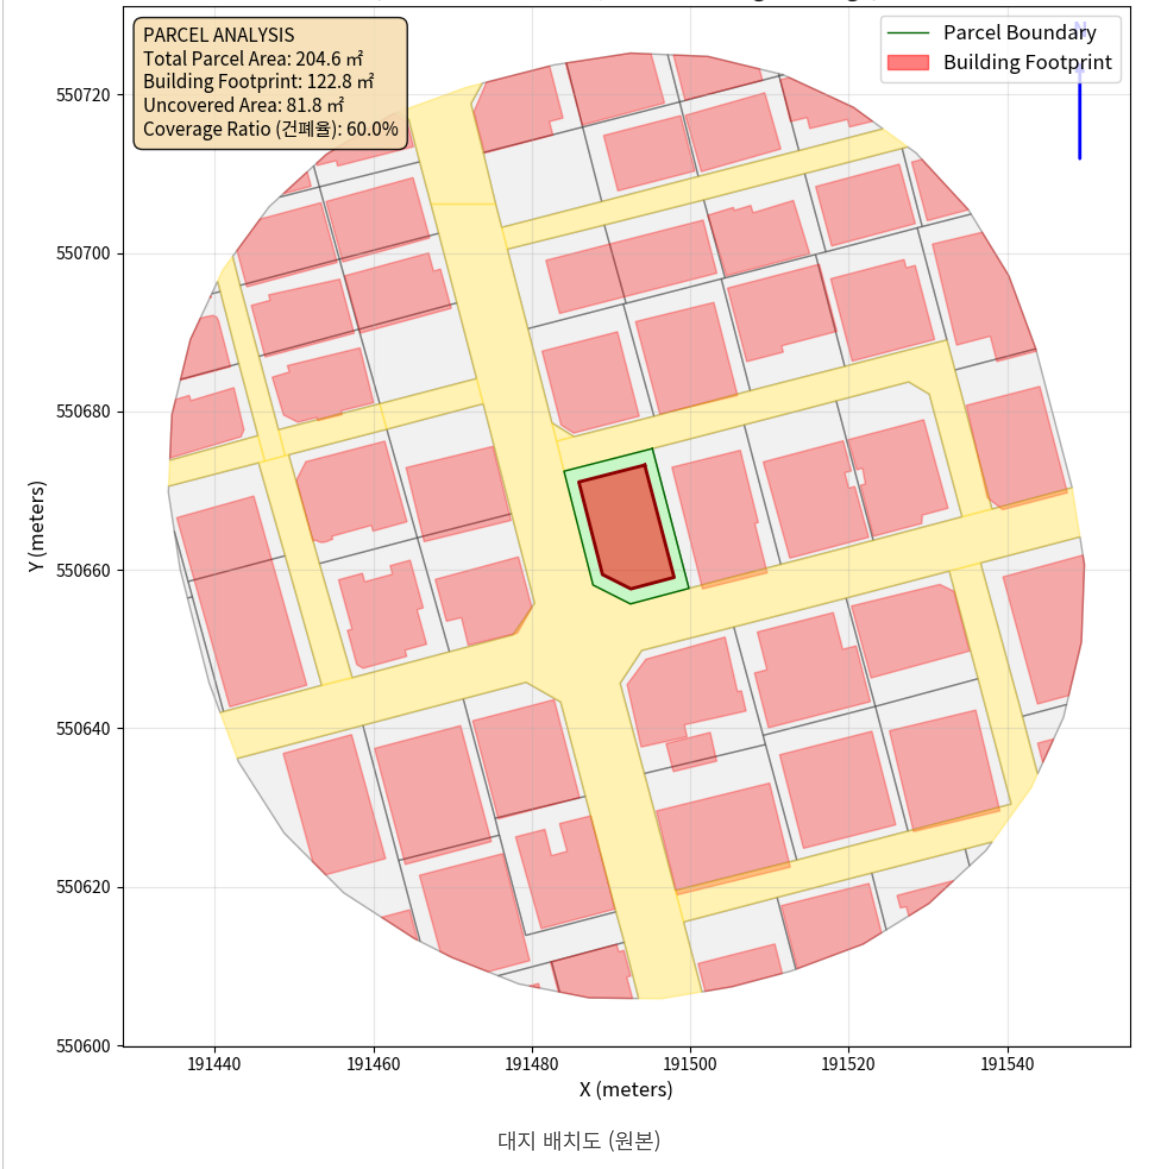 PARCEL ANALYSIS
Total Parcel Area: 204.6 ㎡
Building Footprint: 122.8 ㎡
Uncovered Area: 81.8 ㎡
Coverage Ratio (건폐율): 60.0%
N
Parcel Boundary
Building Footprint
550720
550700
550680
550660
550640
550620
550600
Y (meters)
191440
191460
191480
191500
191520
191540
X (meters)
대지 배치도 (원본)